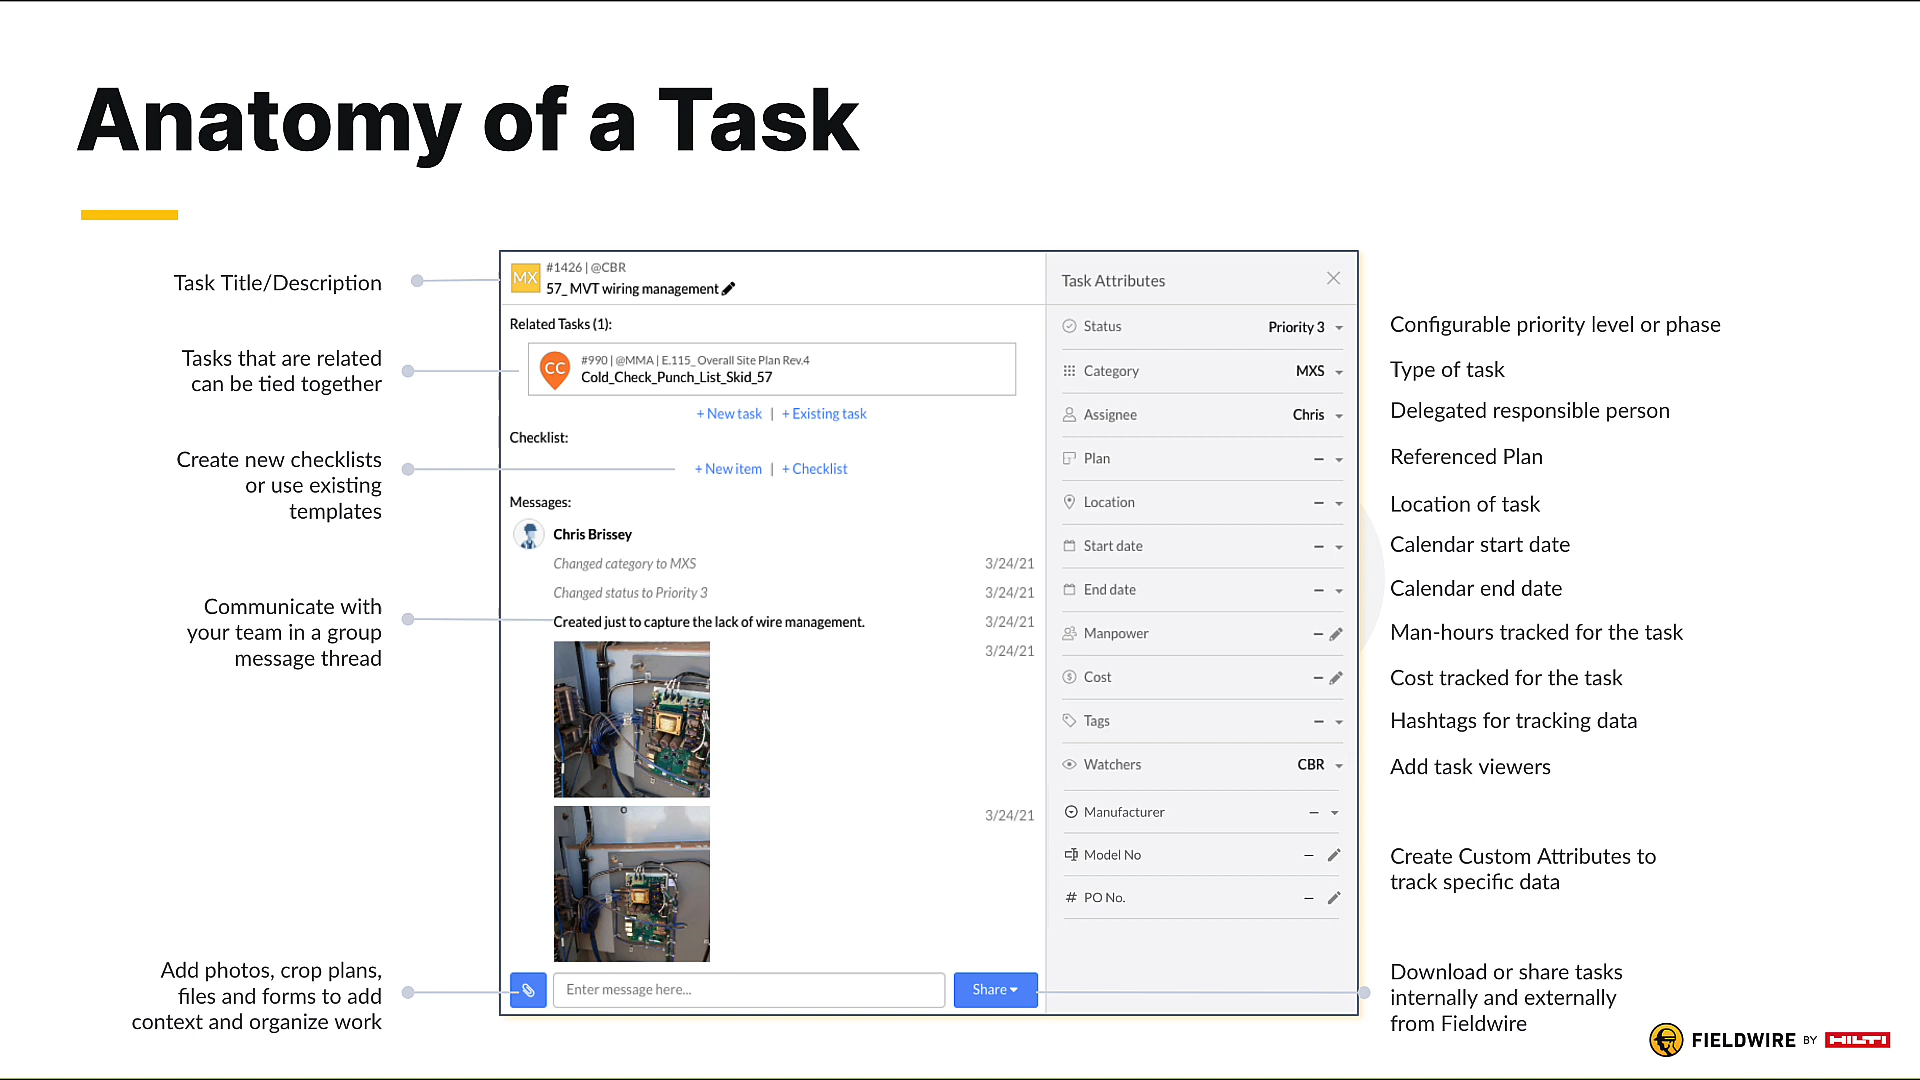 Anatomy of a Task
Task Title/Description
Tasks that are related
can be tied together
Create new checklists
or use existing
templates
Communicate with
your team in a group
message thread
Add photos, crop plans,
files and forms to add
context and organize work
MX
#1426 | @CBR
57_ MVT wiring management
Related Tasks (1):
CC
#990 | @MMA | E.115_ Overall Site Plan Rev.4
Cold_Check_Punch_List_Skid_57
+ New task | + Existing task
Checklist:
+ New item | + Checklist
Messages:
Chris Brissey
Changed category to MXS 3/24/21
Changed status to Priority 3 3/24/21
Created just to capture the lack of wire management. 3/24/21
3/24/21
3/24/21
Enter message here...
Share
Task Attributes
Status Priority 3
Category MXS
Assignee Chris
Plan –
Location –
Start date –
End date –
Manpower –
Cost –
Tags –
Watchers CBR
Manufacturer –
Model No –
# PO No. –
Configurable priority level or phase
Type of task
Delegated responsible person
Referenced Plan
Location of task
Calendar start date
Calendar end date
Man-hours tracked for the task
Cost tracked for the task
Hashtags for tracking data
Add task viewers
Create Custom Attributes to
track specific data
Download or share tasks
internally and externally
from Fieldwire
FIELDWIRE BY HILTI